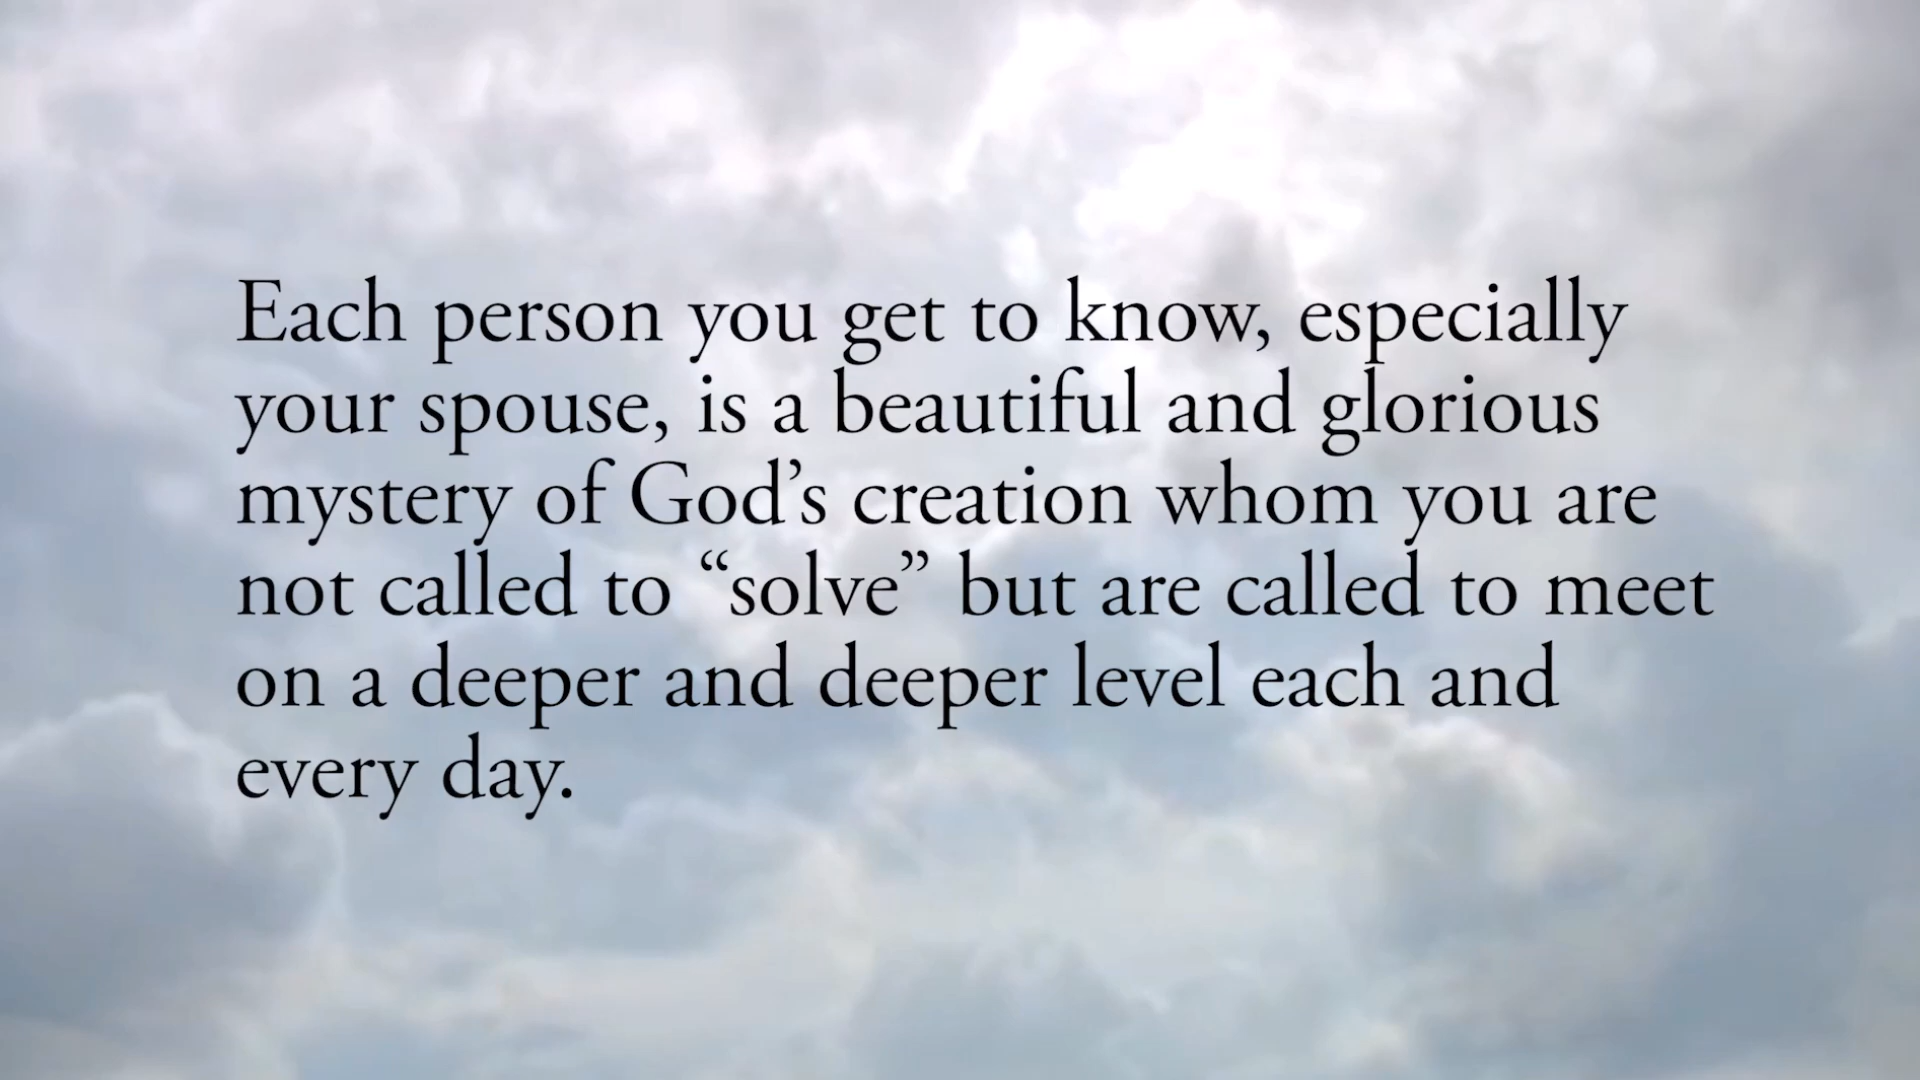 Each person you get to know, especially
your spouse, is a beautiful and glorious
mystery of God’s creation whom you are
not called to “solve” but are called to meet
on a deeper and deeper level each and
every day.